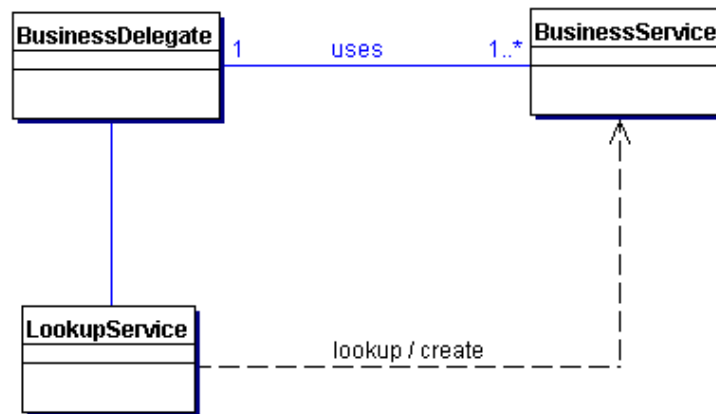 BusinessDelegate
BusinessService
1
uses
1..*
LookupService
lookup / create